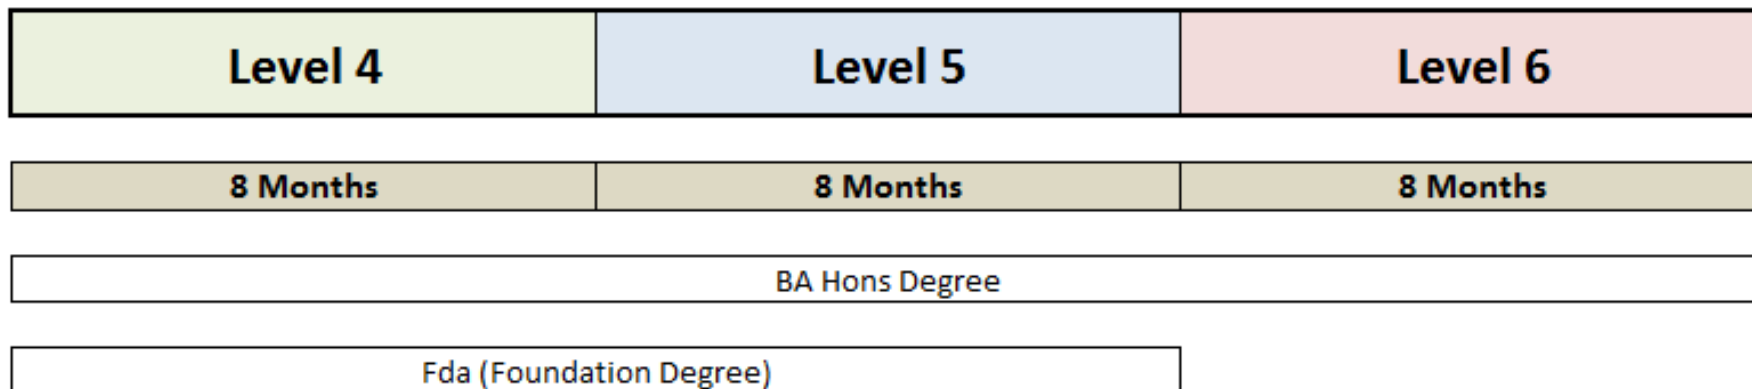 Level 4 Level 5 Level 6
8 Months 8 Months 8 Months
BA Hons Degree
Fda (Foundation Degree)